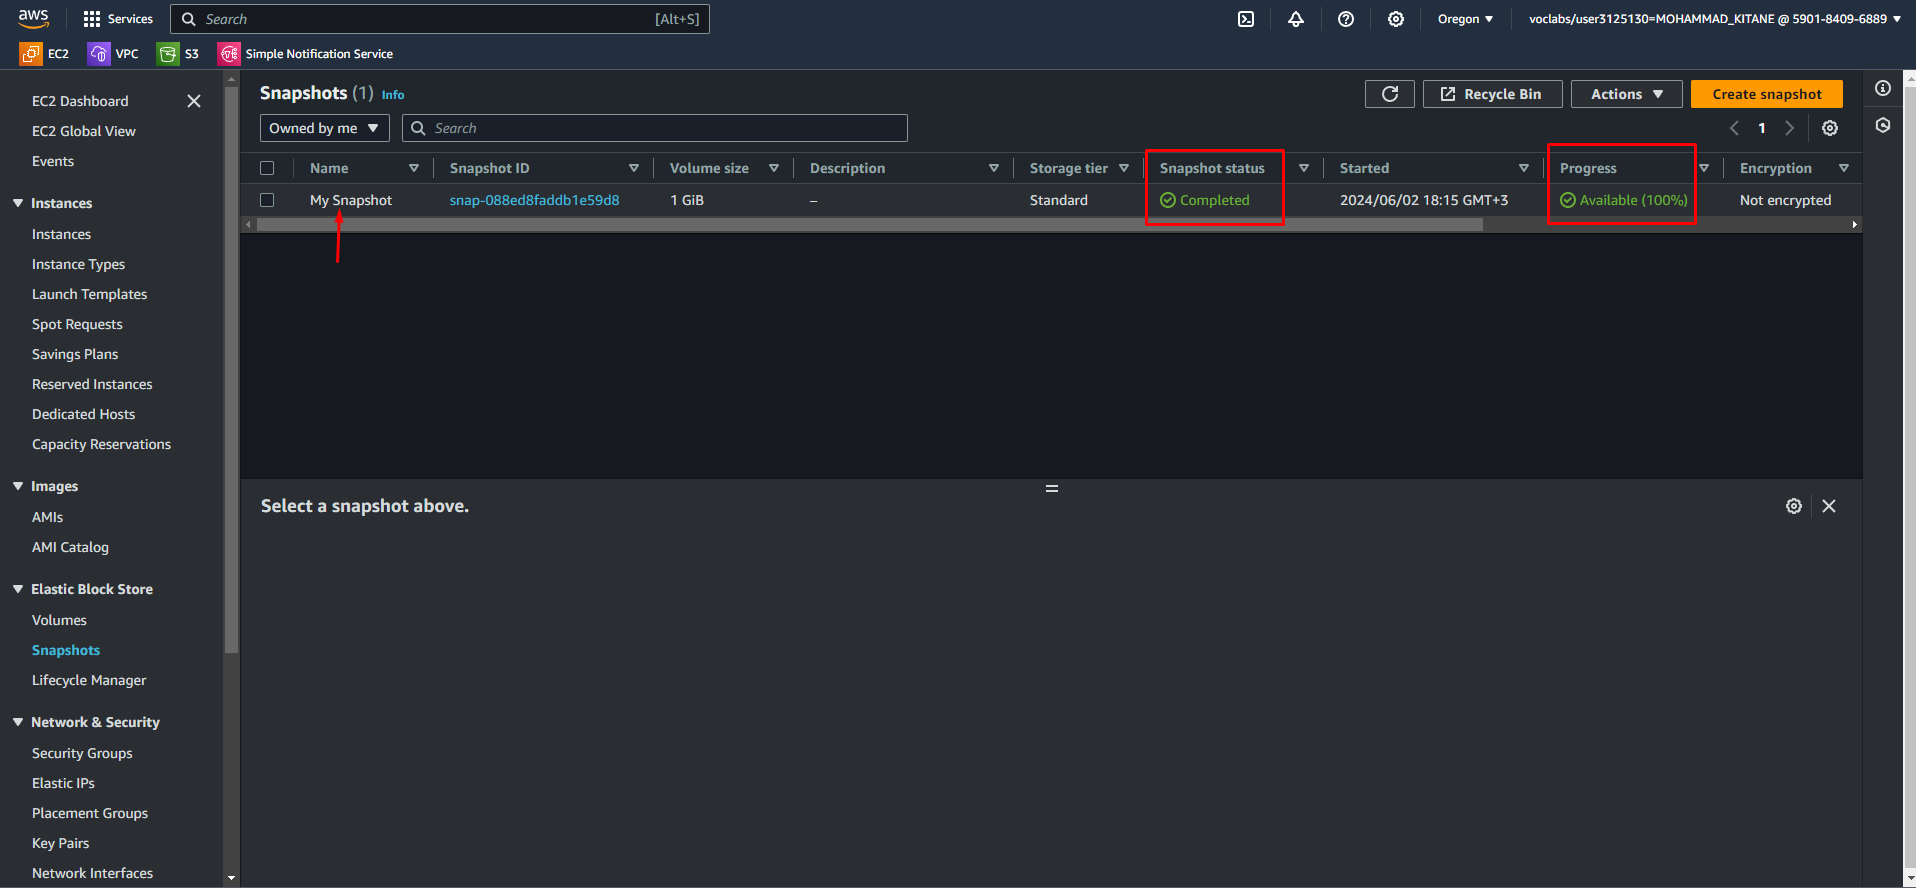 aws
Services
Search
[Alt+S]
Oregon
voclabs/user3125130=MOHAMMAD_KITANE @ 5901-8409-6889
EC2
VPC
S3
Simple Notification Service
EC2 Dashboard
EC2 Global View
Events
Instances
Instances
Instance Types
Launch Templates
Spot Requests
Savings Plans
Reserved Instances
Dedicated Hosts
Capacity Reservations
Images
AMIs
AMI Catalog
Elastic Block Store
Volumes
Snapshots
Lifecycle Manager
Network & Security
Security Groups
Elastic IPs
Placement Groups
Key Pairs
Network Interfaces
Snapshots (1) Info
Recycle Bin
Actions
Create snapshot
Owned by me
Search
1
Name Snapshot ID Volume size Description Storage tier Snapshot status Started Progress Encryption
My Snapshot snap-088ed8faddb1e59d8 1 GiB – Standard Completed 2024/06/02 18:15 GMT+3 Available (100%) Not encrypted
Select a snapshot above.